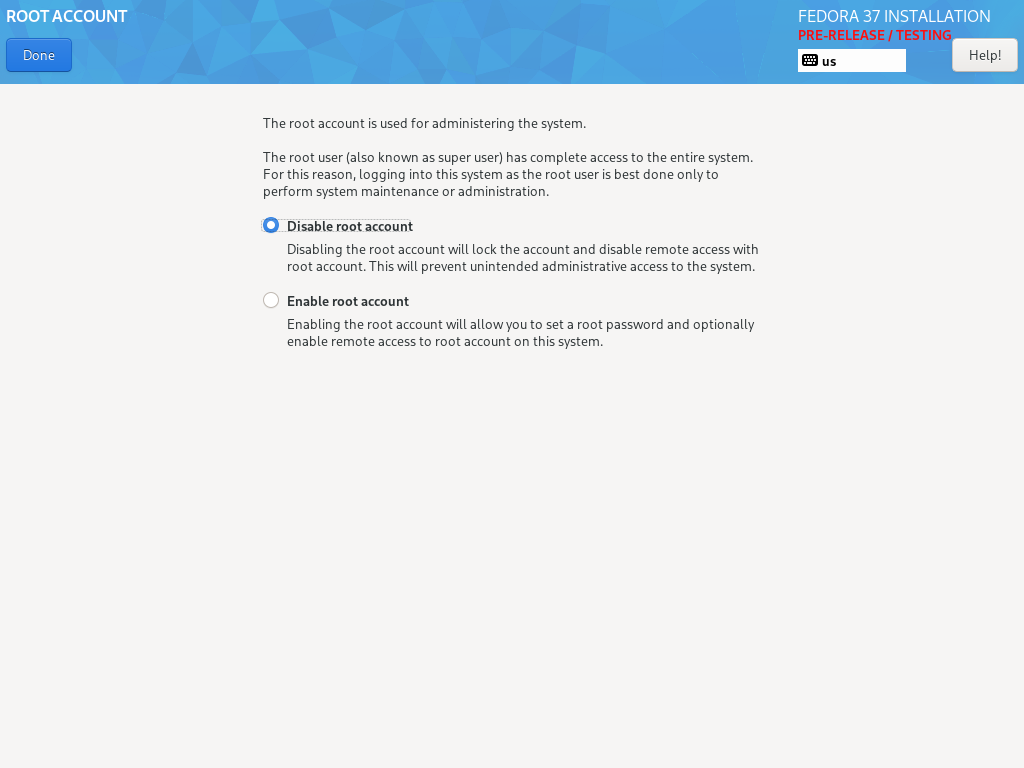 ROOT ACCOUNT
Done
FEDORA 37 INSTALLATION
PRE-RELEASE / TESTING
us
Help!
The root account is used for administering the system.
The root user (also known as super user) has complete access to the entire system.
For this reason, logging into this system as the root user is best done only to
perform system maintenance or administration.
Disable root account
Disabling the root account will lock the account and disable remote access with
root account. This will prevent unintended administrative access to the system.
Enable root account
Enabling the root account will allow you to set a root password and optionally
enable remote access to root account on this system.